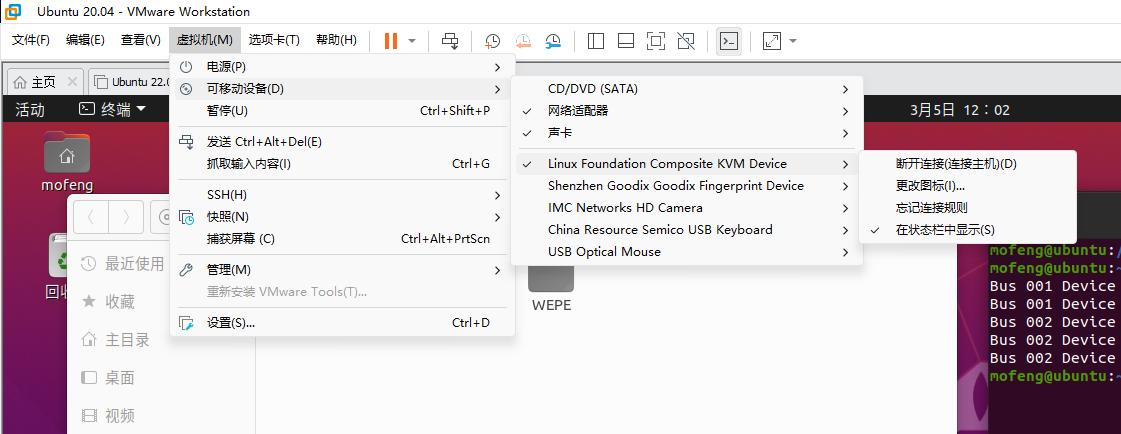 Ubuntu 20.04 - VMware Workstation
文件(F) 编辑(E) 查看(V) 虚拟机(M) 选项卡(T) 帮助(H)
主页 Ubuntu 22.0
活动 终端 3月5日 12：02
电源(P)
可移动设备(D)
暂停(U) Ctrl+Shift+P
发送 Ctrl+Alt+Del(E)
抓取输入内容(I) Ctrl+G
SSH(H)
快照(N)
捕获屏幕 (C) Ctrl+Alt+PrtScn
管理(M)
重新安装 VMware Tools(T)...
设置(S)... Ctrl+D
CD/DVD (SATA)
网络适配器
声卡
Linux Foundation Composite KVM Device
Shenzhen Goodix Goodix Fingerprint Device
IMC Networks HD Camera
China Resource Semico USB Keyboard
USB Optical Mouse
断开连接(连接主机)(D)
更改图标(I)...
忘记连接规则
在状态栏中显示(S)
mofeng
回收
最近使用
收藏
主目录
桌面
视频
WEPE
mofeng@ubuntu:/
mofeng@ubuntu:~
Bus 001 Device
Bus 001 Device
Bus 002 Device
Bus 002 Device
Bus 002 Device
mofeng@ubuntu:~